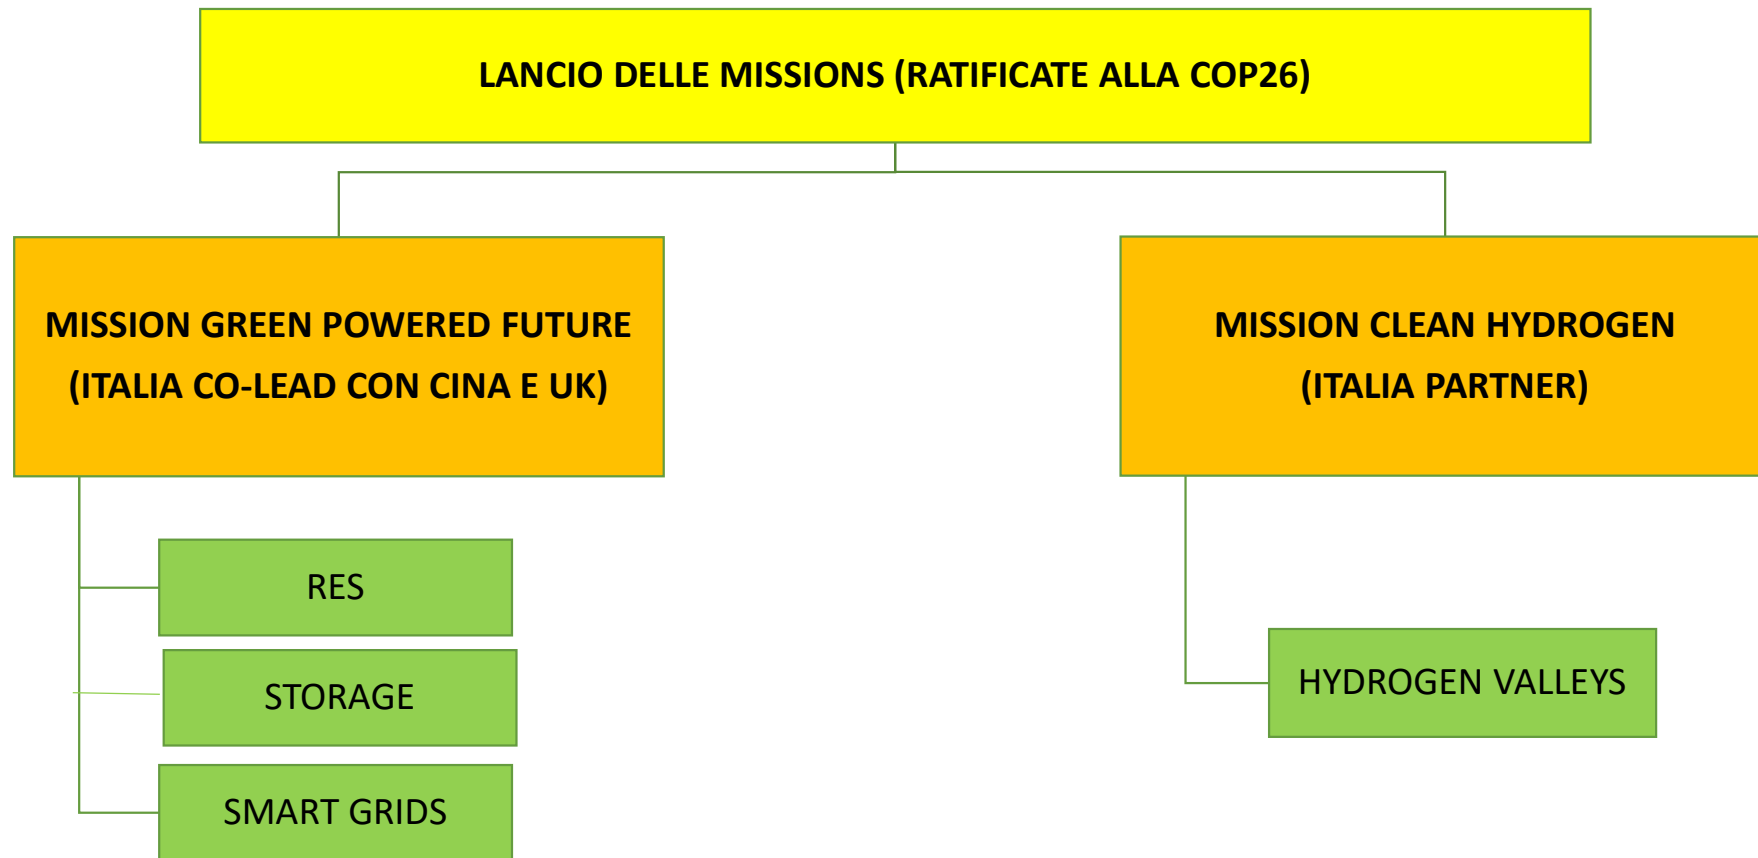 LANCIO DELLE MISSIONS (RATIFICATE ALLA COP26)
MISSION GREEN POWERED FUTURE
(ITALIA CO-LEAD CON CINA E UK)
RES
STORAGE
SMART GRIDS
MISSION CLEAN HYDROGEN
(ITALIA PARTNER)
HYDROGEN VALLEYS